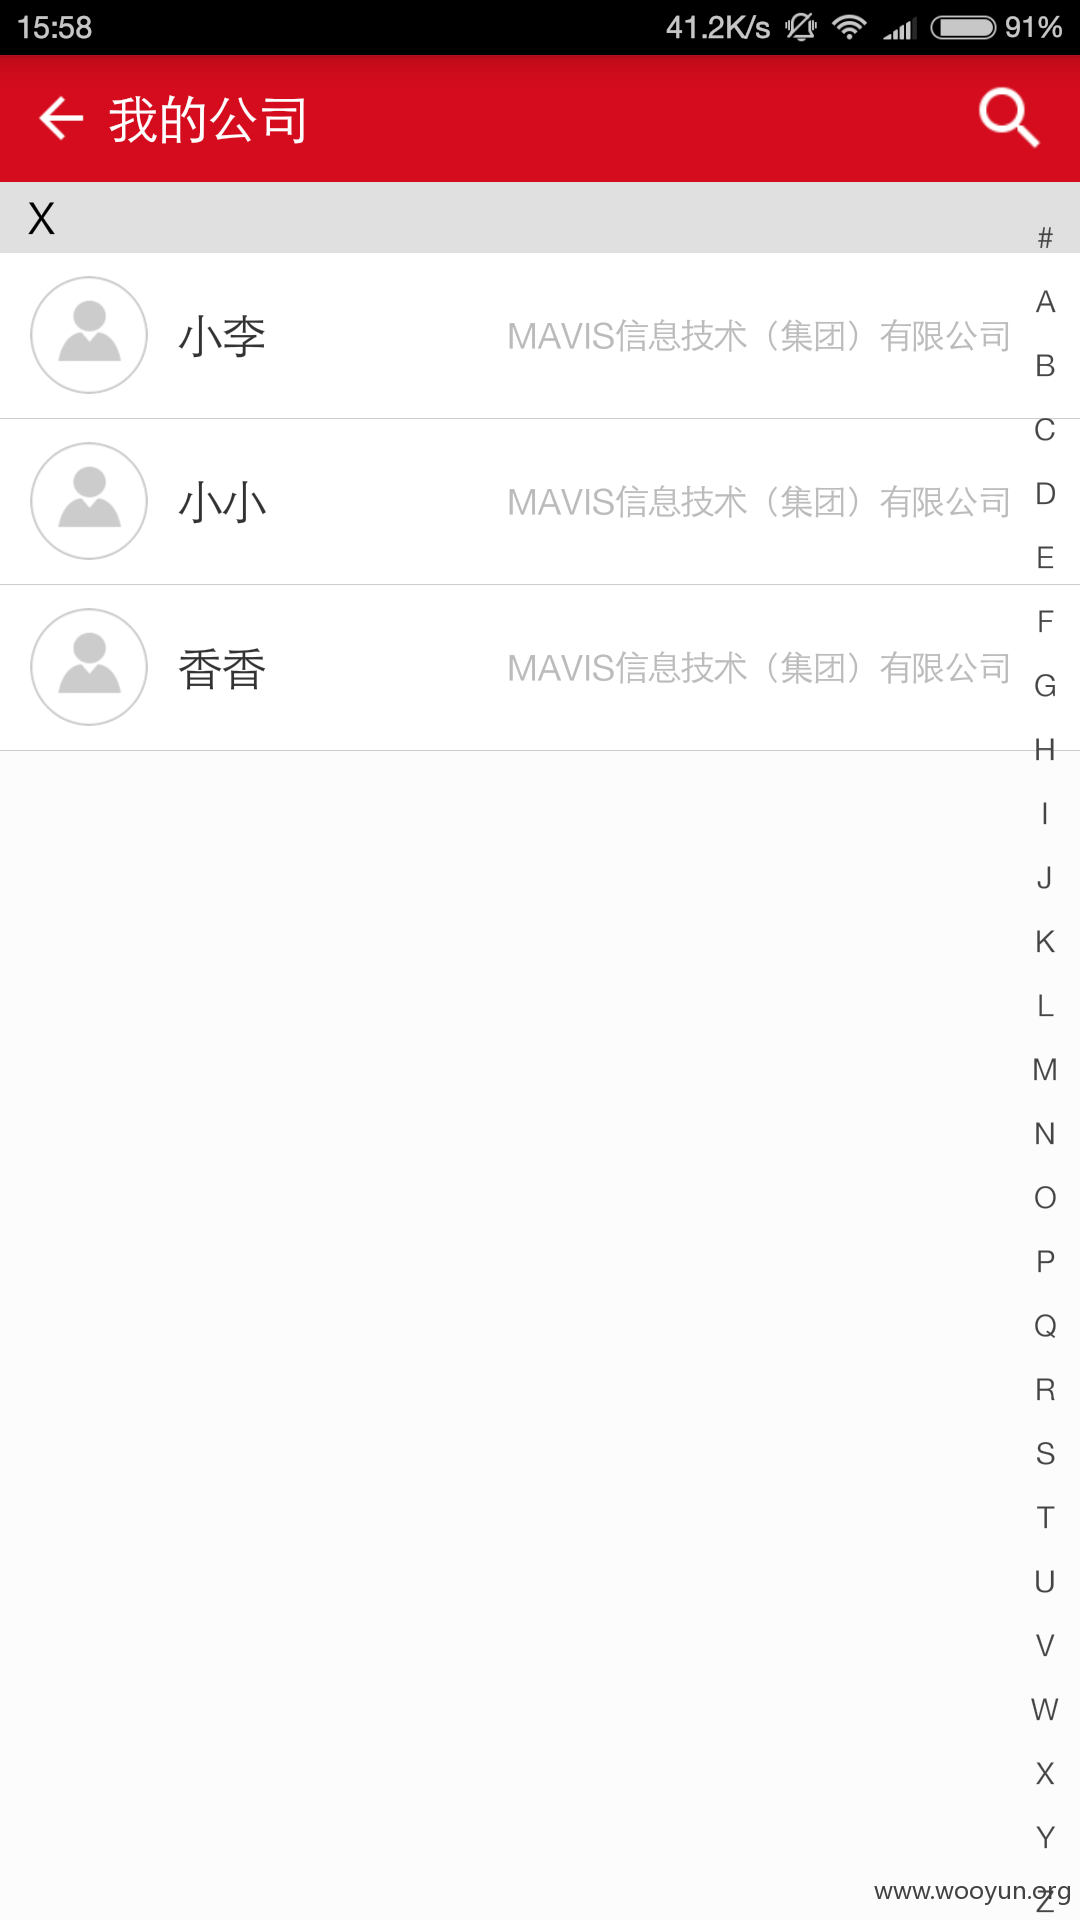 15:58 41.2K/s 91%
我的公司
X
小李 MAVIS信息技术（集团）有限公司
小小 MAVIS信息技术（集团）有限公司
香香 MAVIS信息技术（集团）有限公司
#
A
B
C
D
E
F
G
H
I
J
K
L
M
N
O
P
Q
R
S
T
U
V
W
X
Y
Z
www.wooyun.org